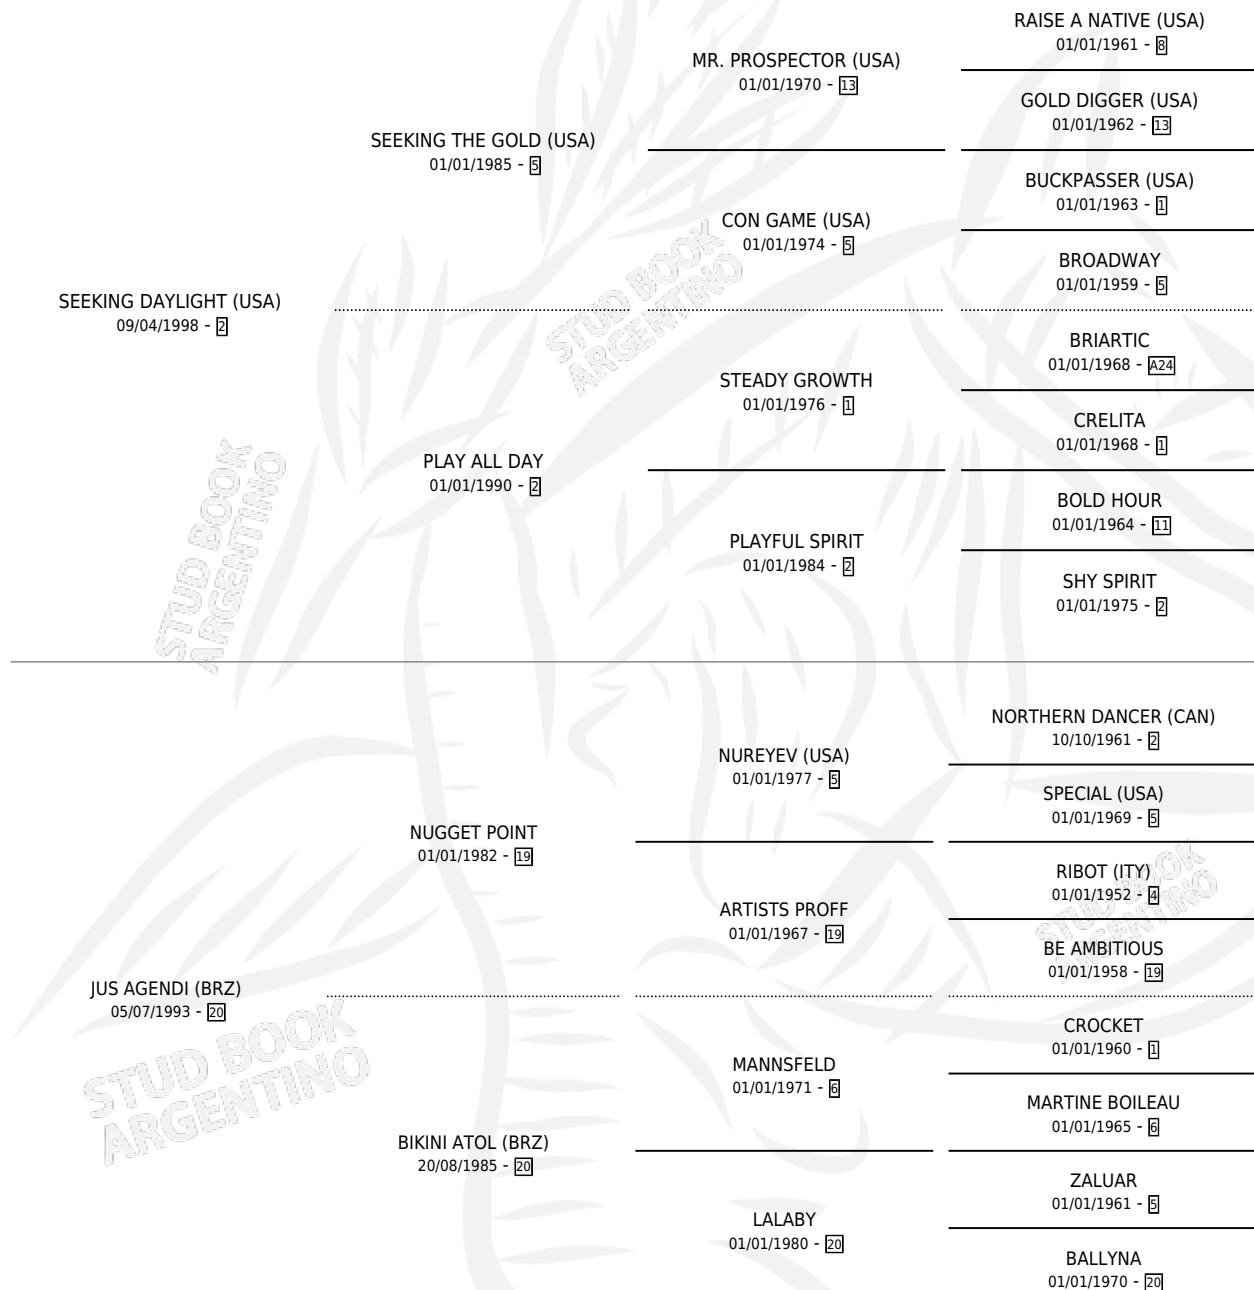 RAISE A NATIVE (USA)
01/01/1961 - 8
MR. PROSPECTOR (USA)
01/01/1970 - 13
GOLD DIGGER (USA)
01/01/1962 - 13
SEEKING THE GOLD (USA)
01/01/1985 - 5
BUCKPASSER (USA)
01/01/1963 - 1
CON GAME (USA)
01/01/1974 - 5
BROADWAY
01/01/1959 - 5
SEEKING DAYLIGHT (USA)
09/04/1998 - 2
STUD BOOK
ARGENTINO
BRIARTIC
01/01/1968 - A24
STEADY GROWTH
01/01/1976 - 1
CRELITA
01/01/1968 - 1
PLAY ALL DAY
01/01/1990 - 2
BOLD HOUR
01/01/1964 - 11
PLAYFUL SPIRIT
01/01/1984 - 2
SHY SPIRIT
01/01/1975 - 2
STUD BOOK
ARGENTINO
NORTHERN DANCER (CAN)
10/10/1961 - 2
NUREYEV (USA)
01/01/1977 - 5
SPECIAL (USA)
01/01/1969 - 5
NUGGET POINT
01/01/1982 - 19
RIBOT (ITY)
01/01/1952 - 4
ARTISTS PROFF
01/01/1967 - 19
BE AMBITIOUS
01/01/1958 - 19
STUD BOOK
ARGENTINO
JUS AGENDI (BRZ)
05/07/1993 - 20
CROCKET
01/01/1960 - 1
MANNSFELD
01/01/1971 - 6
MARTINE BOILEAU
01/01/1965 - 6
STUD BOOK
ARGENTINO
BIKINI ATOL (BRZ)
20/08/1985 - 20
ZALUAR
01/01/1961 - 5
LALABY
01/01/1980 - 20
BALLYNA
01/01/1970 - 20